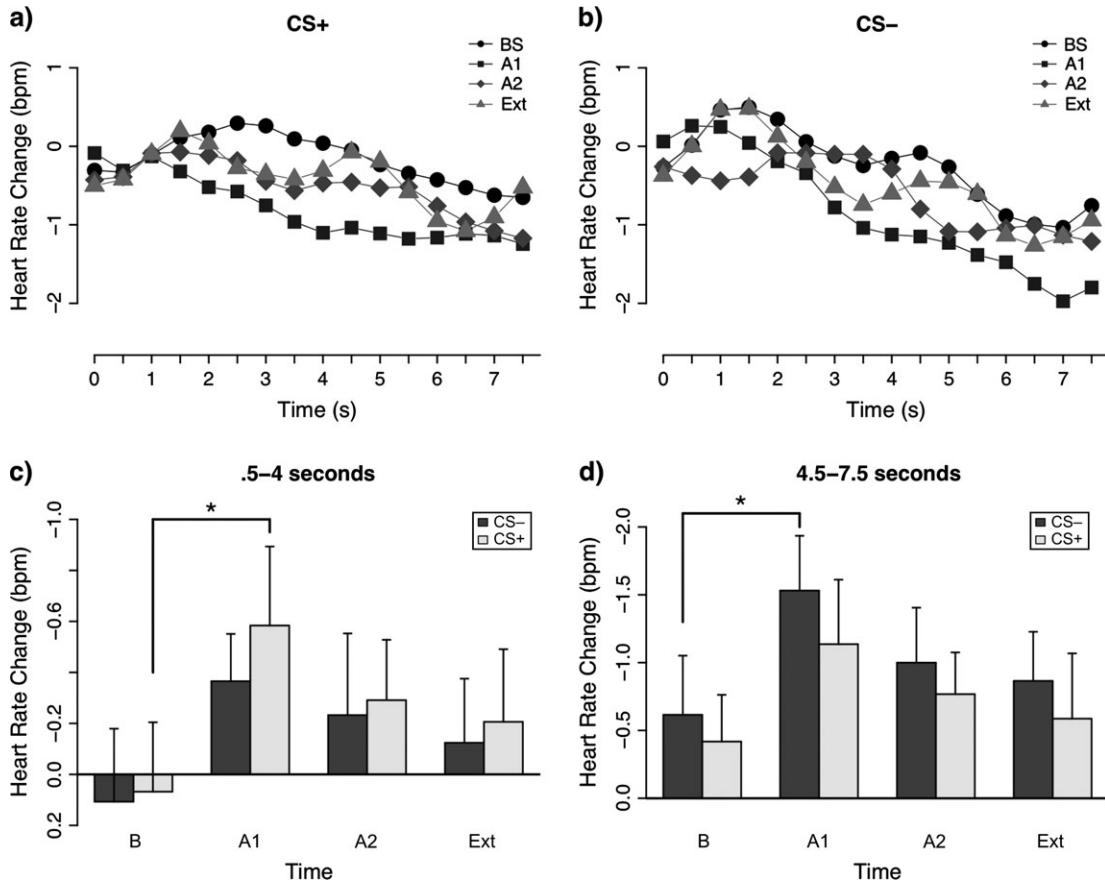 a)
CS+
BS
A1
A2
Ext
Heart Rate Change (bpm)
1
0
−1
−2
0 1 2 3 4 5 6 7
Time (s)
b)
CS−
BS
A1
A2
Ext
Heart Rate Change (bpm)
1
0
−1
−2
0 1 2 3 4 5 6 7
Time (s)
c)
.5−4 seconds
*
CS−
CS+
Heart Rate Change (bpm)
−1.0
−0.6
−0.2
0.0
0.2
B A1 A2 Ext
Time
d)
4.5−7.5 seconds
*
CS−
CS+
Heart Rate Change (bpm)
−2.0
−1.5
−1.0
−0.5
0.0
B A1 A2 Ext
Time